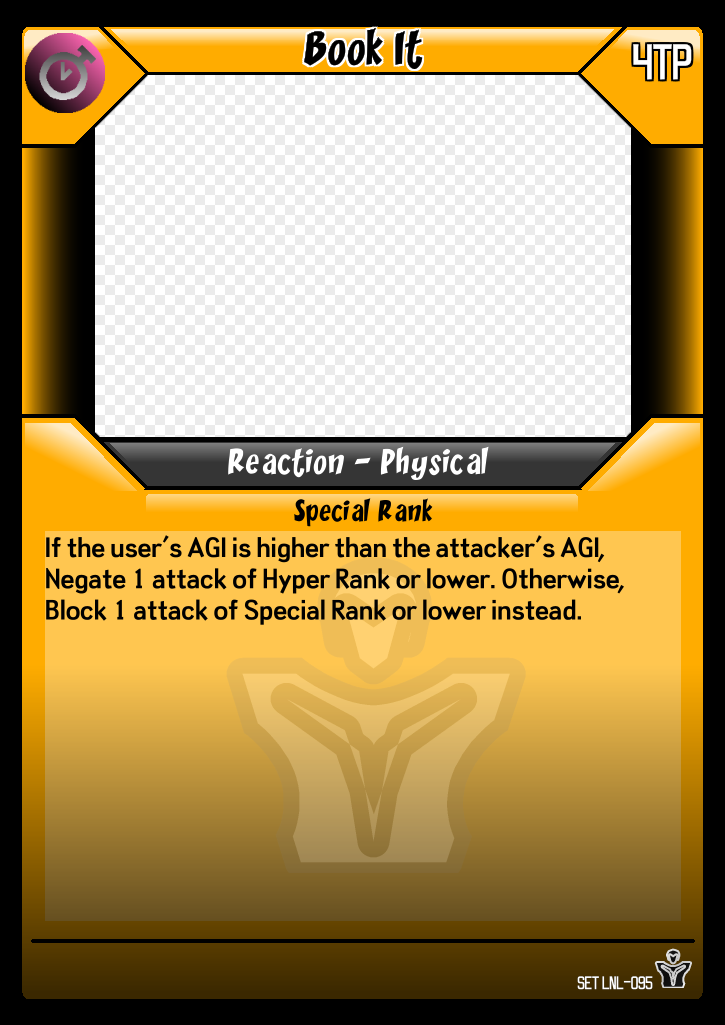 Book It
4TP
Reaction - Physical
Special Rank
If the user's AGI is higher than the attacker's AGI,
Negate 1 attack of Hyper Rank or lower. Otherwise,
Block 1 attack of Special Rank or lower instead.
SET LNL-095